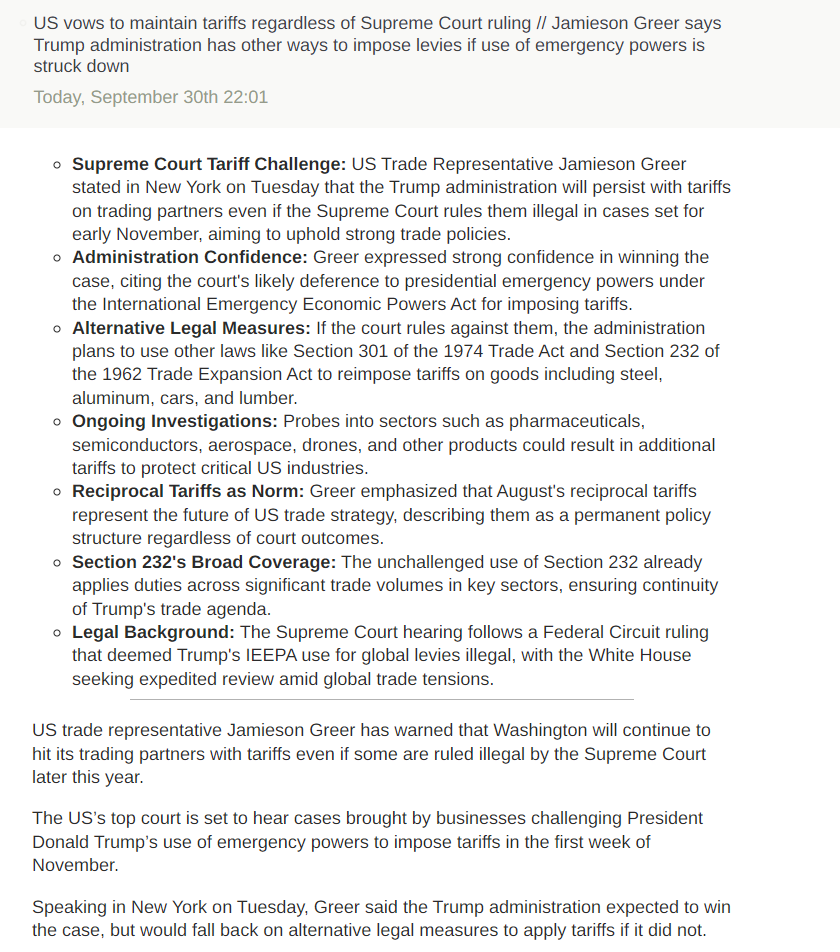 US vows to maintain tariffs regardless of Supreme Court ruling // Jamieson Greer says
Trump administration has other ways to impose levies if use of emergency powers is
struck down
Today, September 30th 22:01
Supreme Court Tariff Challenge: US Trade Representative Jamieson Greer
stated in New York on Tuesday that the Trump administration will persist with tariffs
on trading partners even if the Supreme Court rules them illegal in cases set for
early November, aiming to uphold strong trade policies.
Administration Confidence: Greer expressed strong confidence in winning the
case, citing the court's likely deference to presidential emergency powers under
the International Emergency Economic Powers Act for imposing tariffs.
Alternative Legal Measures: If the court rules against them, the administration
plans to use other laws like Section 301 of the 1974 Trade Act and Section 232 of
the 1962 Trade Expansion Act to reimpose tariffs on goods including steel,
aluminum, cars, and lumber.
Ongoing Investigations: Probes into sectors such as pharmaceuticals,
semiconductors, aerospace, drones, and other products could result in additional
tariffs to protect critical US industries.
Reciprocal Tariffs as Norm: Greer emphasized that August's reciprocal tariffs
represent the future of US trade strategy, describing them as a permanent policy
structure regardless of court outcomes.
Section 232's Broad Coverage: The unchallenged use of Section 232 already
applies duties across significant trade volumes in key sectors, ensuring continuity
of Trump's trade agenda.
Legal Background: The Supreme Court hearing follows a Federal Circuit ruling
that deemed Trump's IEEPA use for global levies illegal, with the White House
seeking expedited review amid global trade tensions.
US trade representative Jamieson Greer has warned that Washington will continue to
hit its trading partners with tariffs even if some are ruled illegal by the Supreme Court
later this year.
The US’s top court is set to hear cases brought by businesses challenging President
Donald Trump’s use of emergency powers to impose tariffs in the first week of
November.
Speaking in New York on Tuesday, Greer said the Trump administration expected to win
the case, but would fall back on alternative legal measures to apply tariffs if it did not.